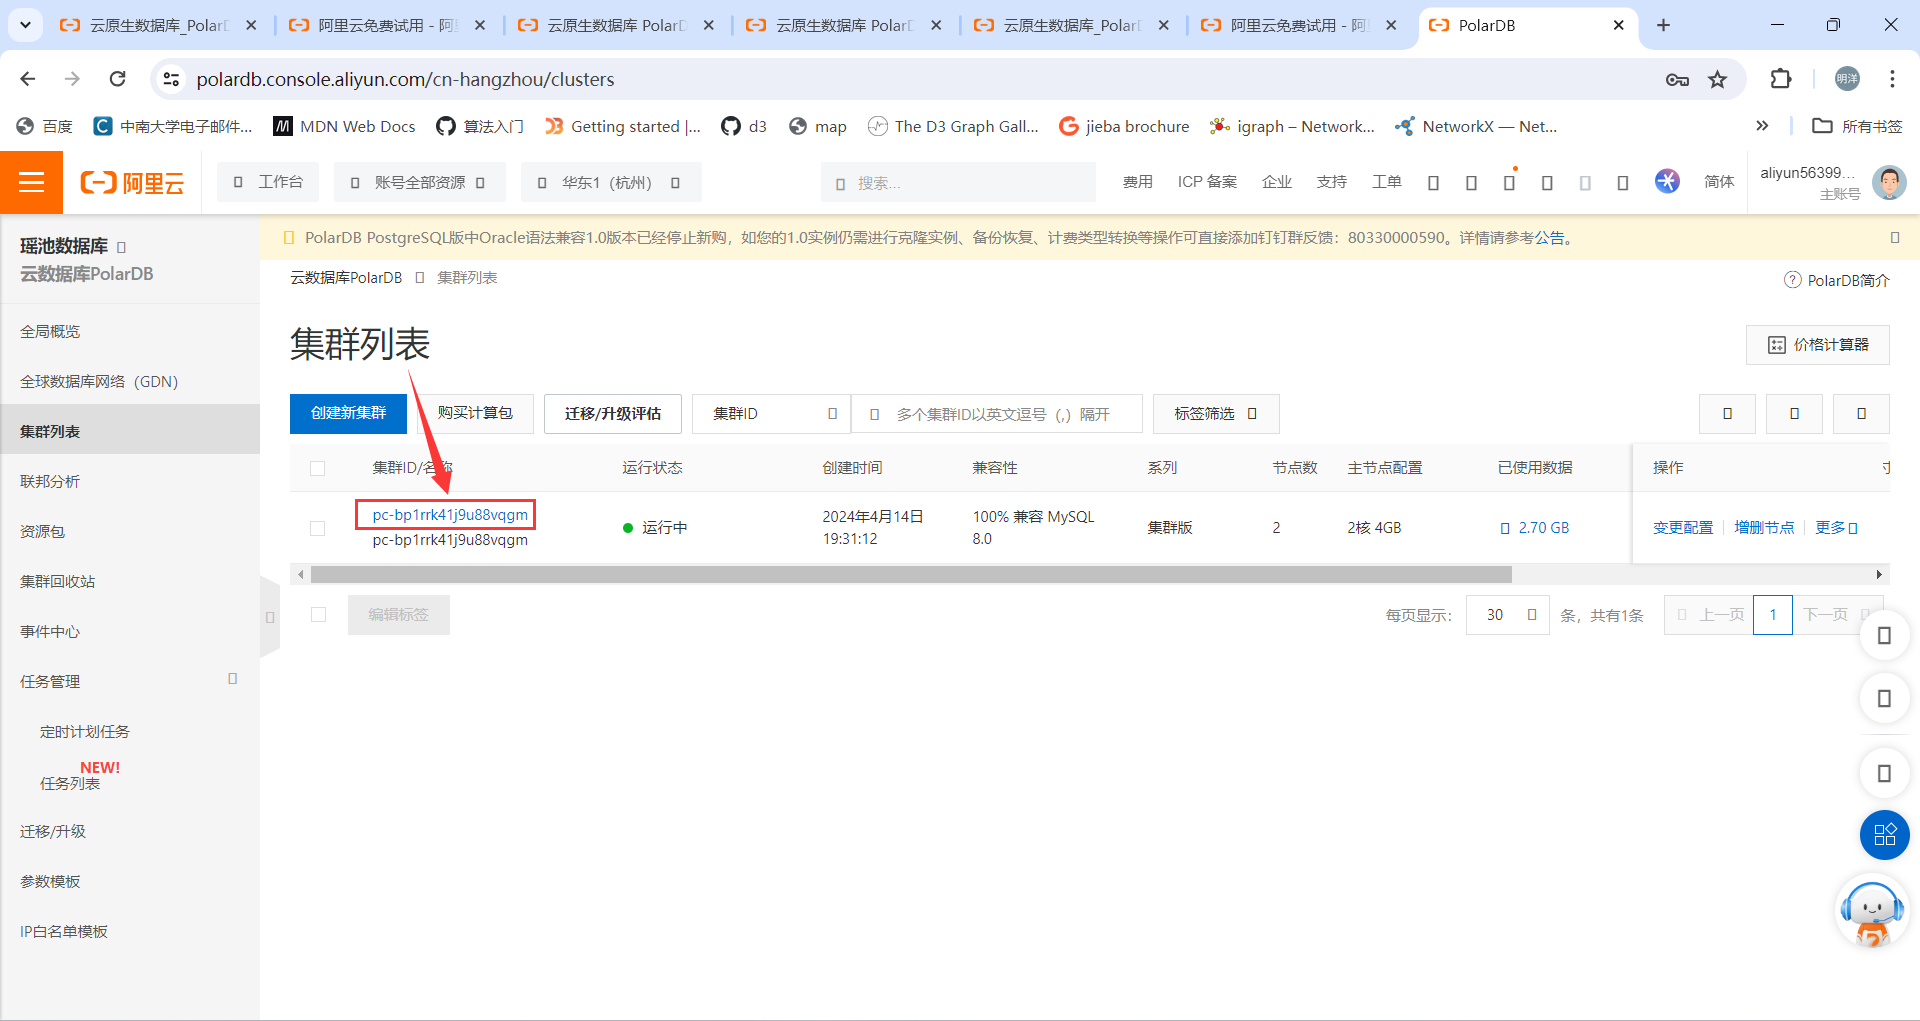 云原生数据库_Polar
阿里云免费试用 - 阿
云原生数据库 Polar
云原生数据库 Polar
云原生数据库_Polar
阿里云免费试用 - 阿
PolarDB
polardb.console.aliyun.com/cn-hangzhou/clusters
明洋
百度
中南大学电子邮件...
MDN Web Docs
算法入门
Getting started |...
d3
map
The D3 Graph Gall...
jieba brochure
igraph – Network...
NetworkX — Net...
所有书签
阿里云
工作台
账号全部资源
华东1（杭州）
搜索...
费用
ICP 备案
企业
支持
工单
简体
aliyun56399...
主账号
瑶池数据库
云数据库PolarDB
全局概览
全球数据库网络（GDN）
集群列表
联邦分析
资源包
集群回收站
事件中心
任务管理
定时计划任务
NEW!
任务列表
迁移/升级
参数模板
IP白名单模板
PolarDB PostgreSQL版中Oracle语法兼容1.0版本已经停止新购，如您的1.0实例仍需进行克隆实例、备份恢复、计费类型转换等操作可直接添加钉钉群反馈：80330000590。详情请参考公告。
云数据库PolarDB
集群列表
PolarDB简介
集群列表
价格计算器
创建新集群
购买计算包
迁移/升级评估
集群ID
多个集群ID以英文逗号（,）隔开
标签筛选
集群ID/名称
运行状态
创建时间
兼容性
系列
节点数
主节点配置
已使用数据
操作
pc-bp1rrk41j9u88vqgm
pc-bp1rrk41j9u88vqgm
运行中
2024年4月14日
19:31:12
100% 兼容 MySQL
8.0
集群版
2
2核 4GB
2.70 GB
变更配置
增删节点
更多
编辑标签
每页显示：
30
条，共有1条
上一页
1
下一页